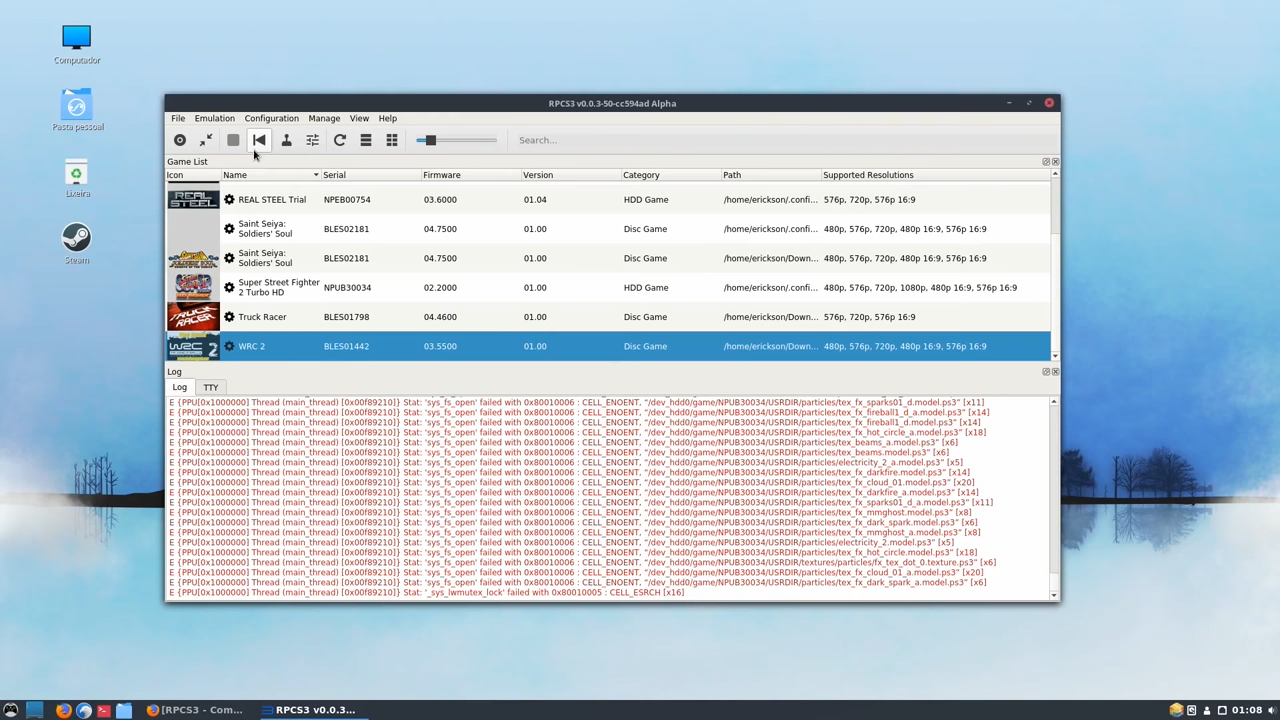 Computador
Pasta pessoal
Lixeira
Steam
RPCS3 v0.0.3-50-cc594ad Alpha
File Emulation Configuration Manage View Help
Search...
Game List
Icon Name Serial Firmware Version Category Path Supported Resolutions
REAL STEEL
REAL STEEL Trial NPEB00754 03.6000 01.04 HDD Game /home/erickson/.confi... 576p, 720p, 576p 16:9
Saint Seiya:
Soldiers' Soul BLES02181 04.7500 01.00 Disc Game /home/erickson/.confi... 480p, 576p, 720p, 480p 16:9, 576p 16:9
Saint Seiya:
Soldiers' Soul BLES02181 04.7500 01.00 Disc Game /home/erickson/Down... 480p, 576p, 720p, 480p 16:9, 576p 16:9
Super Street Fighter
2 Turbo HD NPUB30034 02.2000 01.00 HDD Game /home/erickson/.confi... 480p, 576p, 720p, 1080p, 480p 16:9, 576p 16:9
TRUCK RACER
Truck Racer BLES01798 04.4600 01.00 Disc Game /home/erickson/Down... 576p, 720p, 576p 16:9
WRC 2
WRC 2 BLES01442 03.5500 01.00 Disc Game /home/erickson/Down... 480p, 576p, 720p, 480p 16:9, 576p 16:9
Log
Log TTY
E {PPU[0x1000000] Thread (main_thread) [0x00f89210]} Stat: 'sys_fs_open' failed with 0x80010006 : CELL_ENOENT, “/dev_hdd0/game/NPUB30034/USRDIR/particles/tex_fx_sparks01_d.model.ps3” [x11]
E {PPU[0x1000000] Thread (main_thread) [0x00f89210]} Stat: 'sys_fs_open' failed with 0x80010006 : CELL_ENOENT, “/dev_hdd0/game/NPUB30034/USRDIR/particles/tex_fx_fireball1_d_a.model.ps3” [x14]
E {PPU[0x1000000] Thread (main_thread) [0x00f89210]} Stat: 'sys_fs_open' failed with 0x80010006 : CELL_ENOENT, “/dev_hdd0/game/NPUB30034/USRDIR/particles/tex_fx_fireball1_d.model.ps3” [x14]
E {PPU[0x1000000] Thread (main_thread) [0x00f89210]} Stat: 'sys_fs_open' failed with 0x80010006 : CELL_ENOENT, “/dev_hdd0/game/NPUB30034/USRDIR/particles/tex_fx_hot_circle_a.model.ps3” [x18]
E {PPU[0x1000000] Thread (main_thread) [0x00f89210]} Stat: 'sys_fs_open' failed with 0x80010006 : CELL_ENOENT, “/dev_hdd0/game/NPUB30034/USRDIR/particles/tex_beams_a.model.ps3” [x6]
E {PPU[0x1000000] Thread (main_thread) [0x00f89210]} Stat: 'sys_fs_open' failed with 0x80010006 : CELL_ENOENT, “/dev_hdd0/game/NPUB30034/USRDIR/particles/tex_beams.model.ps3” [x6]
E {PPU[0x1000000] Thread (main_thread) [0x00f89210]} Stat: 'sys_fs_open' failed with 0x80010006 : CELL_ENOENT, “/dev_hdd0/game/NPUB30034/USRDIR/particles/electricity_2_a.model.ps3” [x5]
E {PPU[0x1000000] Thread (main_thread) [0x00f89210]} Stat: 'sys_fs_open' failed with 0x80010006 : CELL_ENOENT, “/dev_hdd0/game/NPUB30034/USRDIR/particles/tex_fx_darkfire.model.ps3” [x14]
E {PPU[0x1000000] Thread (main_thread) [0x00f89210]} Stat: 'sys_fs_open' failed with 0x80010006 : CELL_ENOENT, “/dev_hdd0/game/NPUB30034/USRDIR/particles/tex_fx_cloud_01.model.ps3” [x20]
E {PPU[0x1000000] Thread (main_thread) [0x00f89210]} Stat: 'sys_fs_open' failed with 0x80010006 : CELL_ENOENT, “/dev_hdd0/game/NPUB30034/USRDIR/particles/tex_fx_darkfire_a.model.ps3” [x14]
E {PPU[0x1000000] Thread (main_thread) [0x00f89210]} Stat: 'sys_fs_open' failed with 0x80010006 : CELL_ENOENT, “/dev_hdd0/game/NPUB30034/USRDIR/particles/tex_fx_sparks01_d_a.model.ps3” [x11]
E {PPU[0x1000000] Thread (main_thread) [0x00f89210]} Stat: 'sys_fs_open' failed with 0x80010006 : CELL_ENOENT, “/dev_hdd0/game/NPUB30034/USRDIR/particles/tex_fx_mmghost.model.ps3” [x8]
E {PPU[0x1000000] Thread (main_thread) [0x00f89210]} Stat: 'sys_fs_open' failed with 0x80010006 : CELL_ENOENT, “/dev_hdd0/game/NPUB30034/USRDIR/particles/tex_fx_dark_spark.model.ps3” [x6]
E {PPU[0x1000000] Thread (main_thread) [0x00f89210]} Stat: 'sys_fs_open' failed with 0x80010006 : CELL_ENOENT, “/dev_hdd0/game/NPUB30034/USRDIR/particles/tex_fx_mmghost_a.model.ps3” [x8]
E {PPU[0x1000000] Thread (main_thread) [0x00f89210]} Stat: 'sys_fs_open' failed with 0x80010006 : CELL_ENOENT, “/dev_hdd0/game/NPUB30034/USRDIR/particles/electricity_2.model.ps3” [x5]
E {PPU[0x1000000] Thread (main_thread) [0x00f89210]} Stat: 'sys_fs_open' failed with 0x80010006 : CELL_ENOENT, “/dev_hdd0/game/NPUB30034/USRDIR/particles/tex_fx_hot_circle.model.ps3” [x18]
E {PPU[0x1000000] Thread (main_thread) [0x00f89210]} Stat: 'sys_fs_open' failed with 0x80010006 : CELL_ENOENT, “/dev_hdd0/game/NPUB30034/USRDIR/textures/particles/fx_tex_dot_0.texture.ps3” [x6]
E {PPU[0x1000000] Thread (main_thread) [0x00f89210]} Stat: 'sys_fs_open' failed with 0x80010006 : CELL_ENOENT, “/dev_hdd0/game/NPUB30034/USRDIR/particles/tex_fx_cloud_01_a.model.ps3” [x20]
E {PPU[0x1000000] Thread (main_thread) [0x00f89210]} Stat: 'sys_fs_open' failed with 0x80010006 : CELL_ENOENT, “/dev_hdd0/game/NPUB30034/USRDIR/particles/tex_fx_dark_spark_a.model.ps3” [x6]
E {PPU[0x1000000] Thread (main_thread) [0x00f89210]} Stat: '_sys_lwmutex_lock' failed with 0x80010005 : CELL_ESRCH [x16]
[RPCS3 - Com... RPCS3 v0.0.3... 01:08